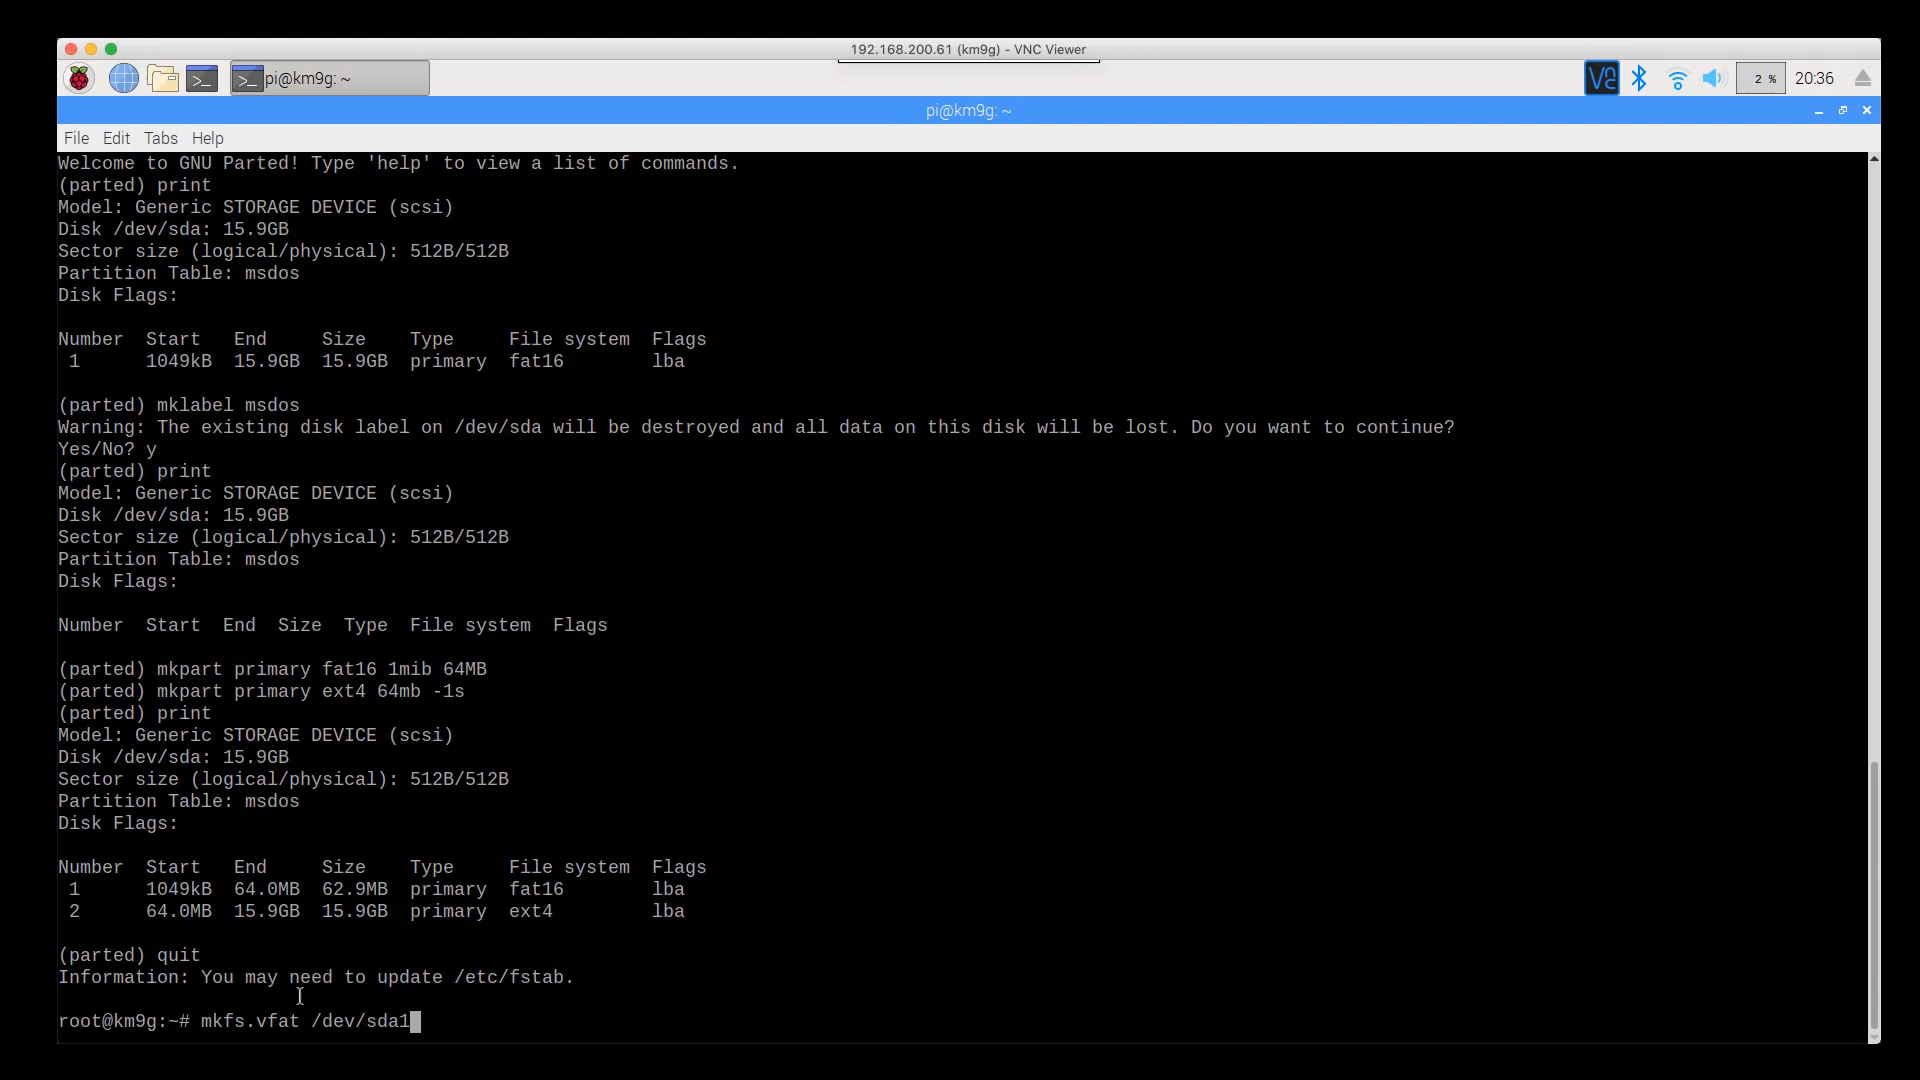 192.168.200.61 (km9g) - VNC Viewer
pi@km9g: ~
2 %
20:36
pi@km9g: ~
File Edit Tabs Help
Welcome to GNU Parted! Type 'help' to view a list of commands.
(parted) print
Model: Generic STORAGE DEVICE (scsi)
Disk /dev/sda: 15.9GB
Sector size (logical/physical): 512B/512B
Partition Table: msdos
Disk Flags:
Number  Start   End     Size    Type     File system  Flags
 1      1049kB  15.9GB  15.9GB  primary  fat16        lba
(parted) mklabel msdos
Warning: The existing disk label on /dev/sda will be destroyed and all data on this disk will be lost. Do you want to continue?
Yes/No? y
(parted) print
Model: Generic STORAGE DEVICE (scsi)
Disk /dev/sda: 15.9GB
Sector size (logical/physical): 512B/512B
Partition Table: msdos
Disk Flags:
Number  Start  End  Size  Type  File system  Flags
(parted) mkpart primary fat16 1mib 64MB
(parted) mkpart primary ext4 64mb -1s
(parted) print
Model: Generic STORAGE DEVICE (scsi)
Disk /dev/sda: 15.9GB
Sector size (logical/physical): 512B/512B
Partition Table: msdos
Disk Flags:
Number  Start   End     Size    Type     File system  Flags
 1      1049kB  64.0MB  62.9MB  primary  fat16        lba
 2      64.0MB  15.9GB  15.9GB  primary  ext4         lba
(parted) quit
Information: You may need to update /etc/fstab.
root@km9g:~# mkfs.vfat /dev/sda1